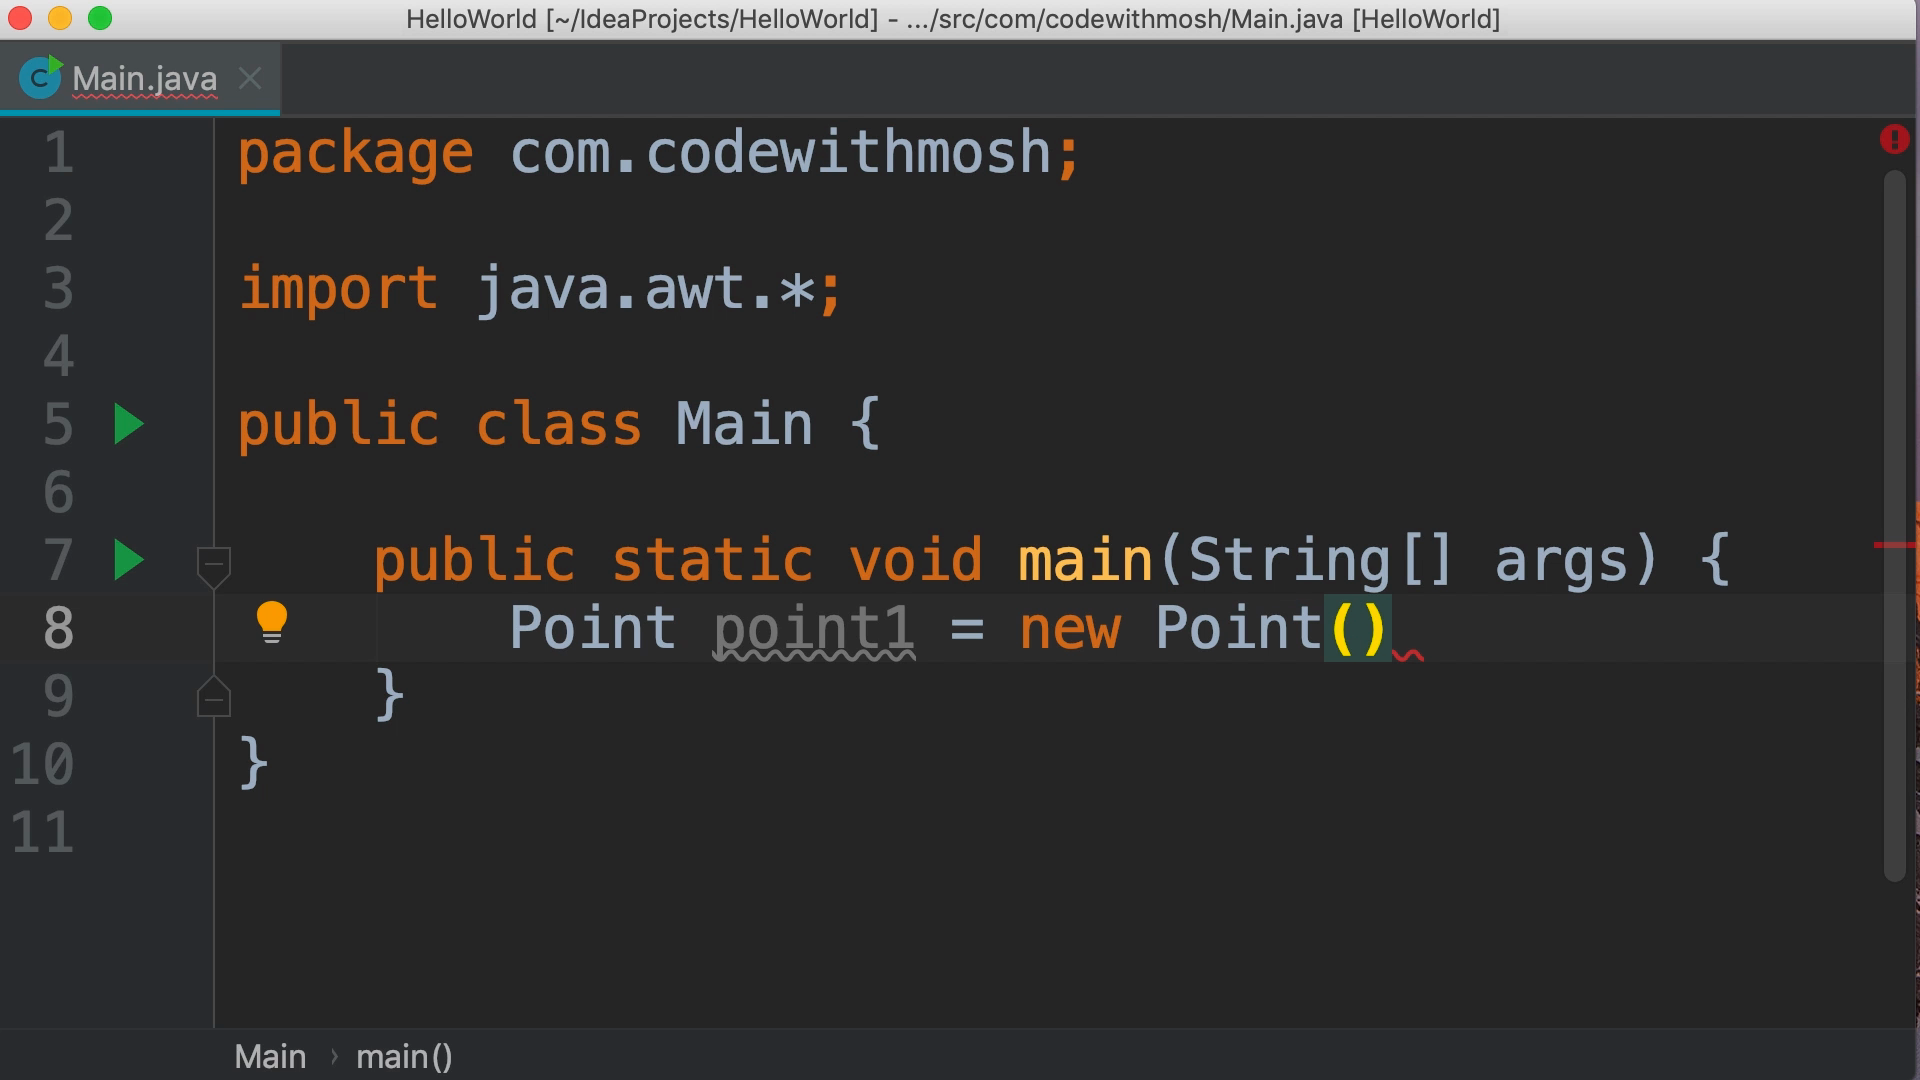 HelloWorld [~/IdeaProjects/HelloWorld] - .../src/com/codewithmosh/Main.java [HelloWorld]
C Main.java
1 package com.codewithmosh;
2
3 import java.awt.*;
4
5 public class Main {
6
7 public static void main(String[] args) {
8 Point point1 = new Point()
9 }
10 }
11
Main › main()